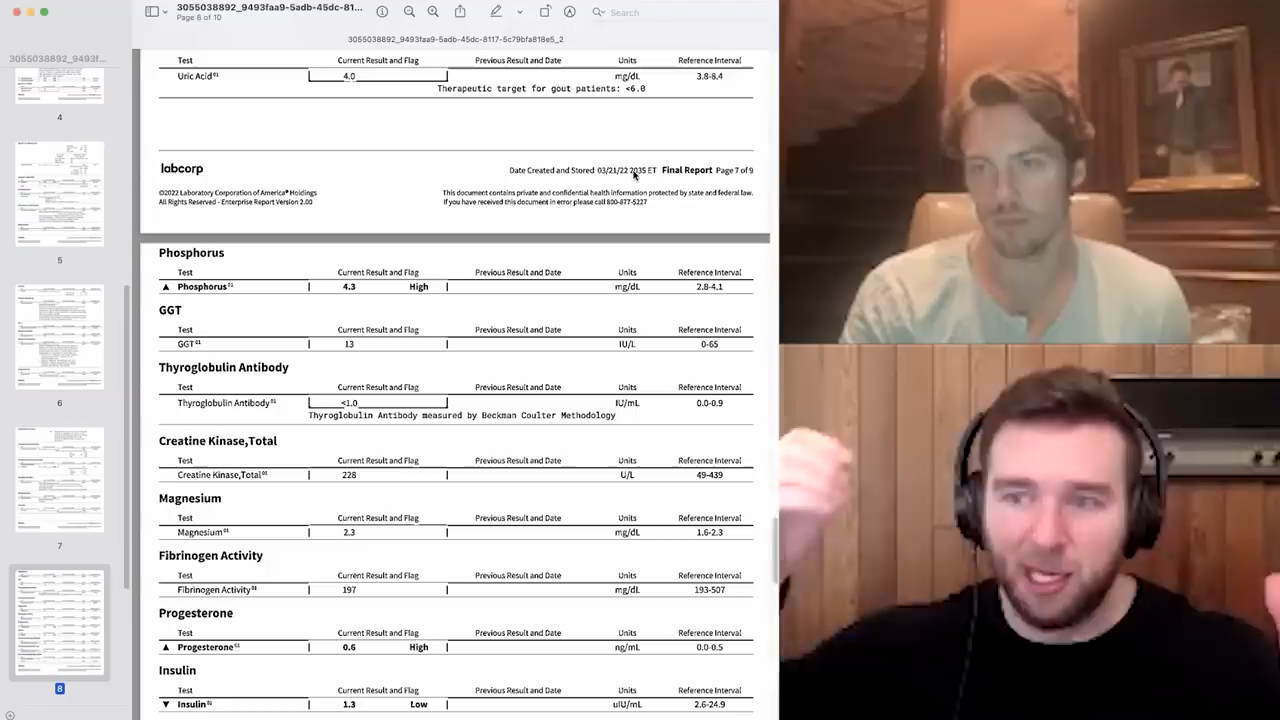 3055038892_9493faa9-5adb-45dc-81...
Page 8 of 10
Search
3055038892_9493faa9-5adb-45dc-8117-5c79bfa818e5_2
3055038892_9493f...
4
5
6
7
8
Test Current Result and Flag Previous Result and Date Units Reference Interval
Uric Acid 01 4.0 mg/dL 3.8-8.4
Therapeutic target for gout patients: <6.0
labcorp
Date Created and Stored 03/21/22 2035 ET Final Report Page 7 of 9
©2022 Laboratory Corporation of America® Holdings
All Rights Reserved - Enterprise Report Version 2.00
This document contains private and confidential health information protected by state and federal law.
If you have received this document in error please call 800-877-5227
Phosphorus
Test Current Result and Flag Previous Result and Date Units Reference Interval
▲ Phosphorus 01 4.3 High mg/dL 2.8-4.1
GGT
Test Current Result and Flag Previous Result and Date Units Reference Interval
GGT 01 13 IU/L 0-65
Thyroglobulin Antibody
Test Current Result and Flag Previous Result and Date Units Reference Interval
Thyroglobulin Antibody 01 <1.0 IU/mL 0.0-0.9
Thyroglobulin Antibody measured by Beckman Coulter Methodology
Creatine Kinase,Total
Test Current Result and Flag Previous Result and Date Units Reference Interval
Creatine Kinase,Total 01 228 U/L 49-439
Magnesium
Test Current Result and Flag Previous Result and Date Units Reference Interval
Magnesium 01 2.3 mg/dL 1.6-2.3
Fibrinogen Activity
Test Current Result and Flag Previous Result and Date Units Reference Interval
Fibrinogen Activity 01 197 mg/dL 193-507
Progesterone
Test Current Result and Flag Previous Result and Date Units Reference Interval
▲ Progesterone 01 0.6 High ng/mL 0.0-0.5
Insulin
Test Current Result and Flag Previous Result and Date Units Reference Interval
▼ Insulin 01 1.3 Low uIU/mL 2.6-24.9